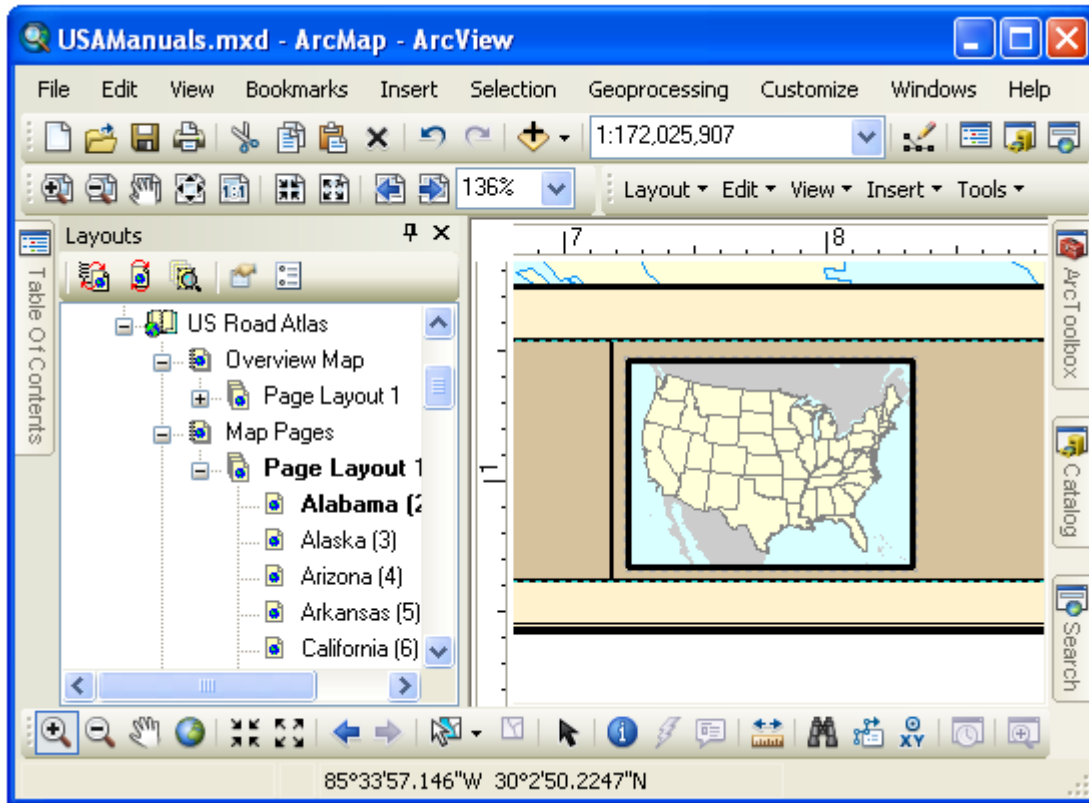 USAManuals.mxd - ArcMap - ArcView
File Edit View Bookmarks Insert Selection Geoprocessing Customize Windows Help
1:172,025,907
1:1 136% Layout Edit View Insert Tools
Table Of Contents
Layouts
US Road Atlas
Overview Map
Page Layout 1
Map Pages
Page Layout 1
Alabama (2
Alaska (3)
Arizona (4)
Arkansas (5)
California (6)
7 8
1
ArcToolbox
Catalog
Search
XY
85°33'57.146"W 30°2'50.2247"N